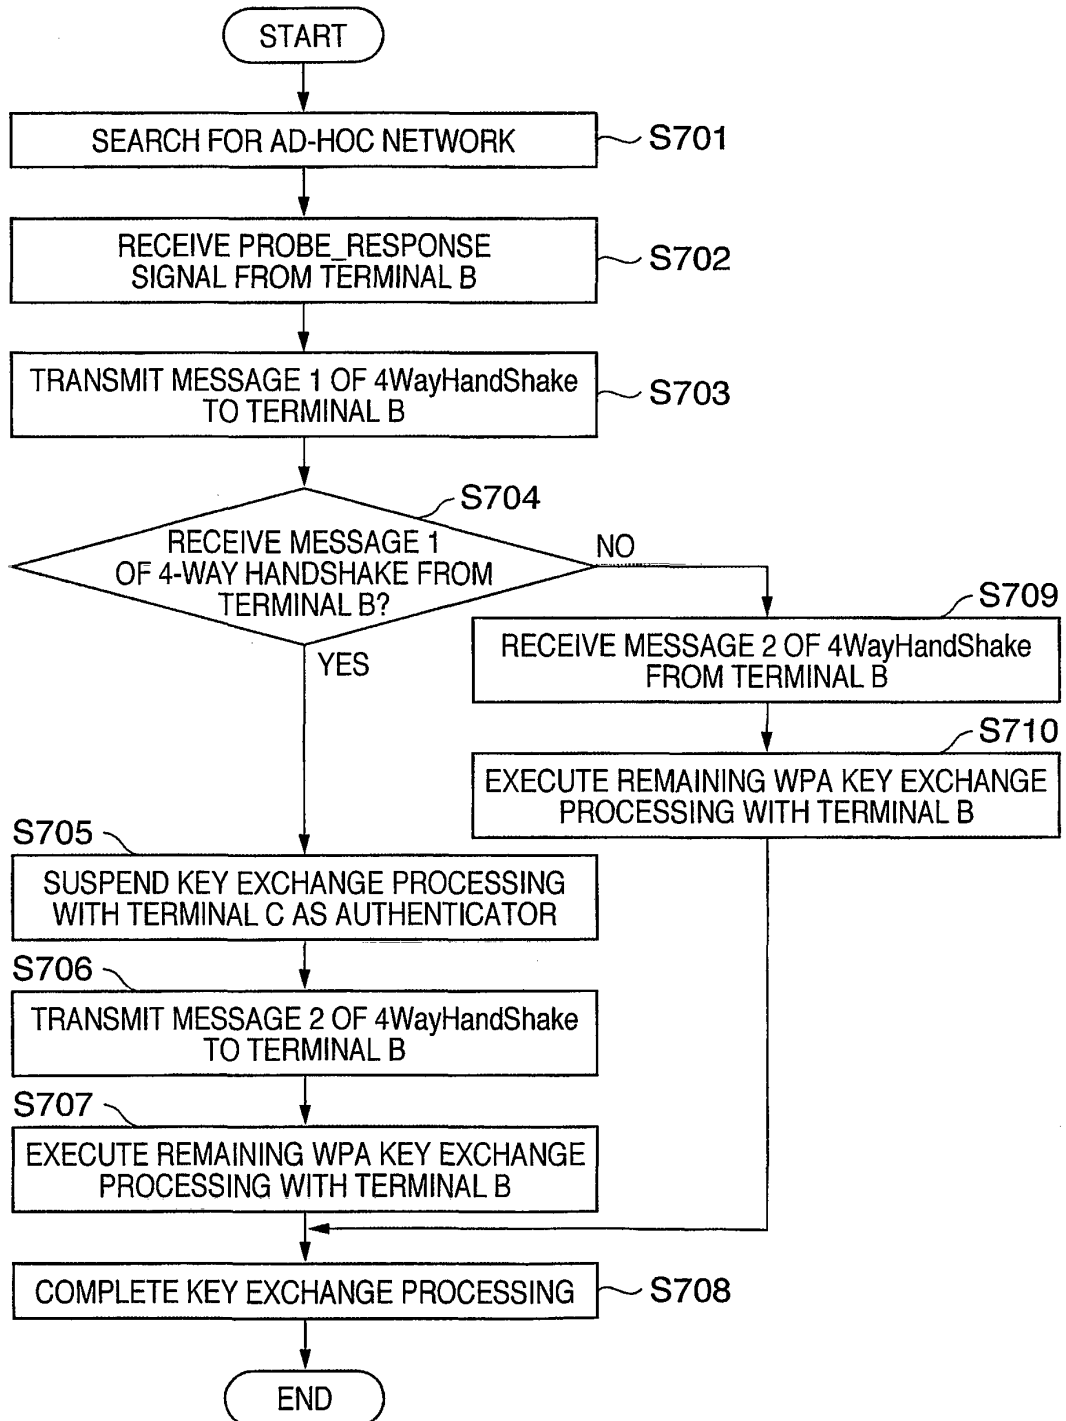 START
SEARCH FOR AD-HOC NETWORK
S701
RECEIVE PROBE_RESPONSE
SIGNAL FROM TERMINAL B
S702
TRANSMIT MESSAGE 1 OF 4WayHandShake
TO TERMINAL B
S703
S704
RECEIVE MESSAGE 1
OF 4-WAY HANDSHAKE FROM
TERMINAL B?
NO
YES
S709
RECEIVE MESSAGE 2 OF 4WayHandShake
FROM TERMINAL B
S710
EXECUTE REMAINING WPA KEY EXCHANGE
PROCESSING WITH TERMINAL B
S705
SUSPEND KEY EXCHANGE PROCESSING
WITH TERMINAL C AS AUTHENTICATOR
S706
TRANSMIT MESSAGE 2 OF 4WayHandShake
TO TERMINAL B
S707
EXECUTE REMAINING WPA KEY EXCHANGE
PROCESSING WITH TERMINAL B
COMPLETE KEY EXCHANGE PROCESSING
S708
END